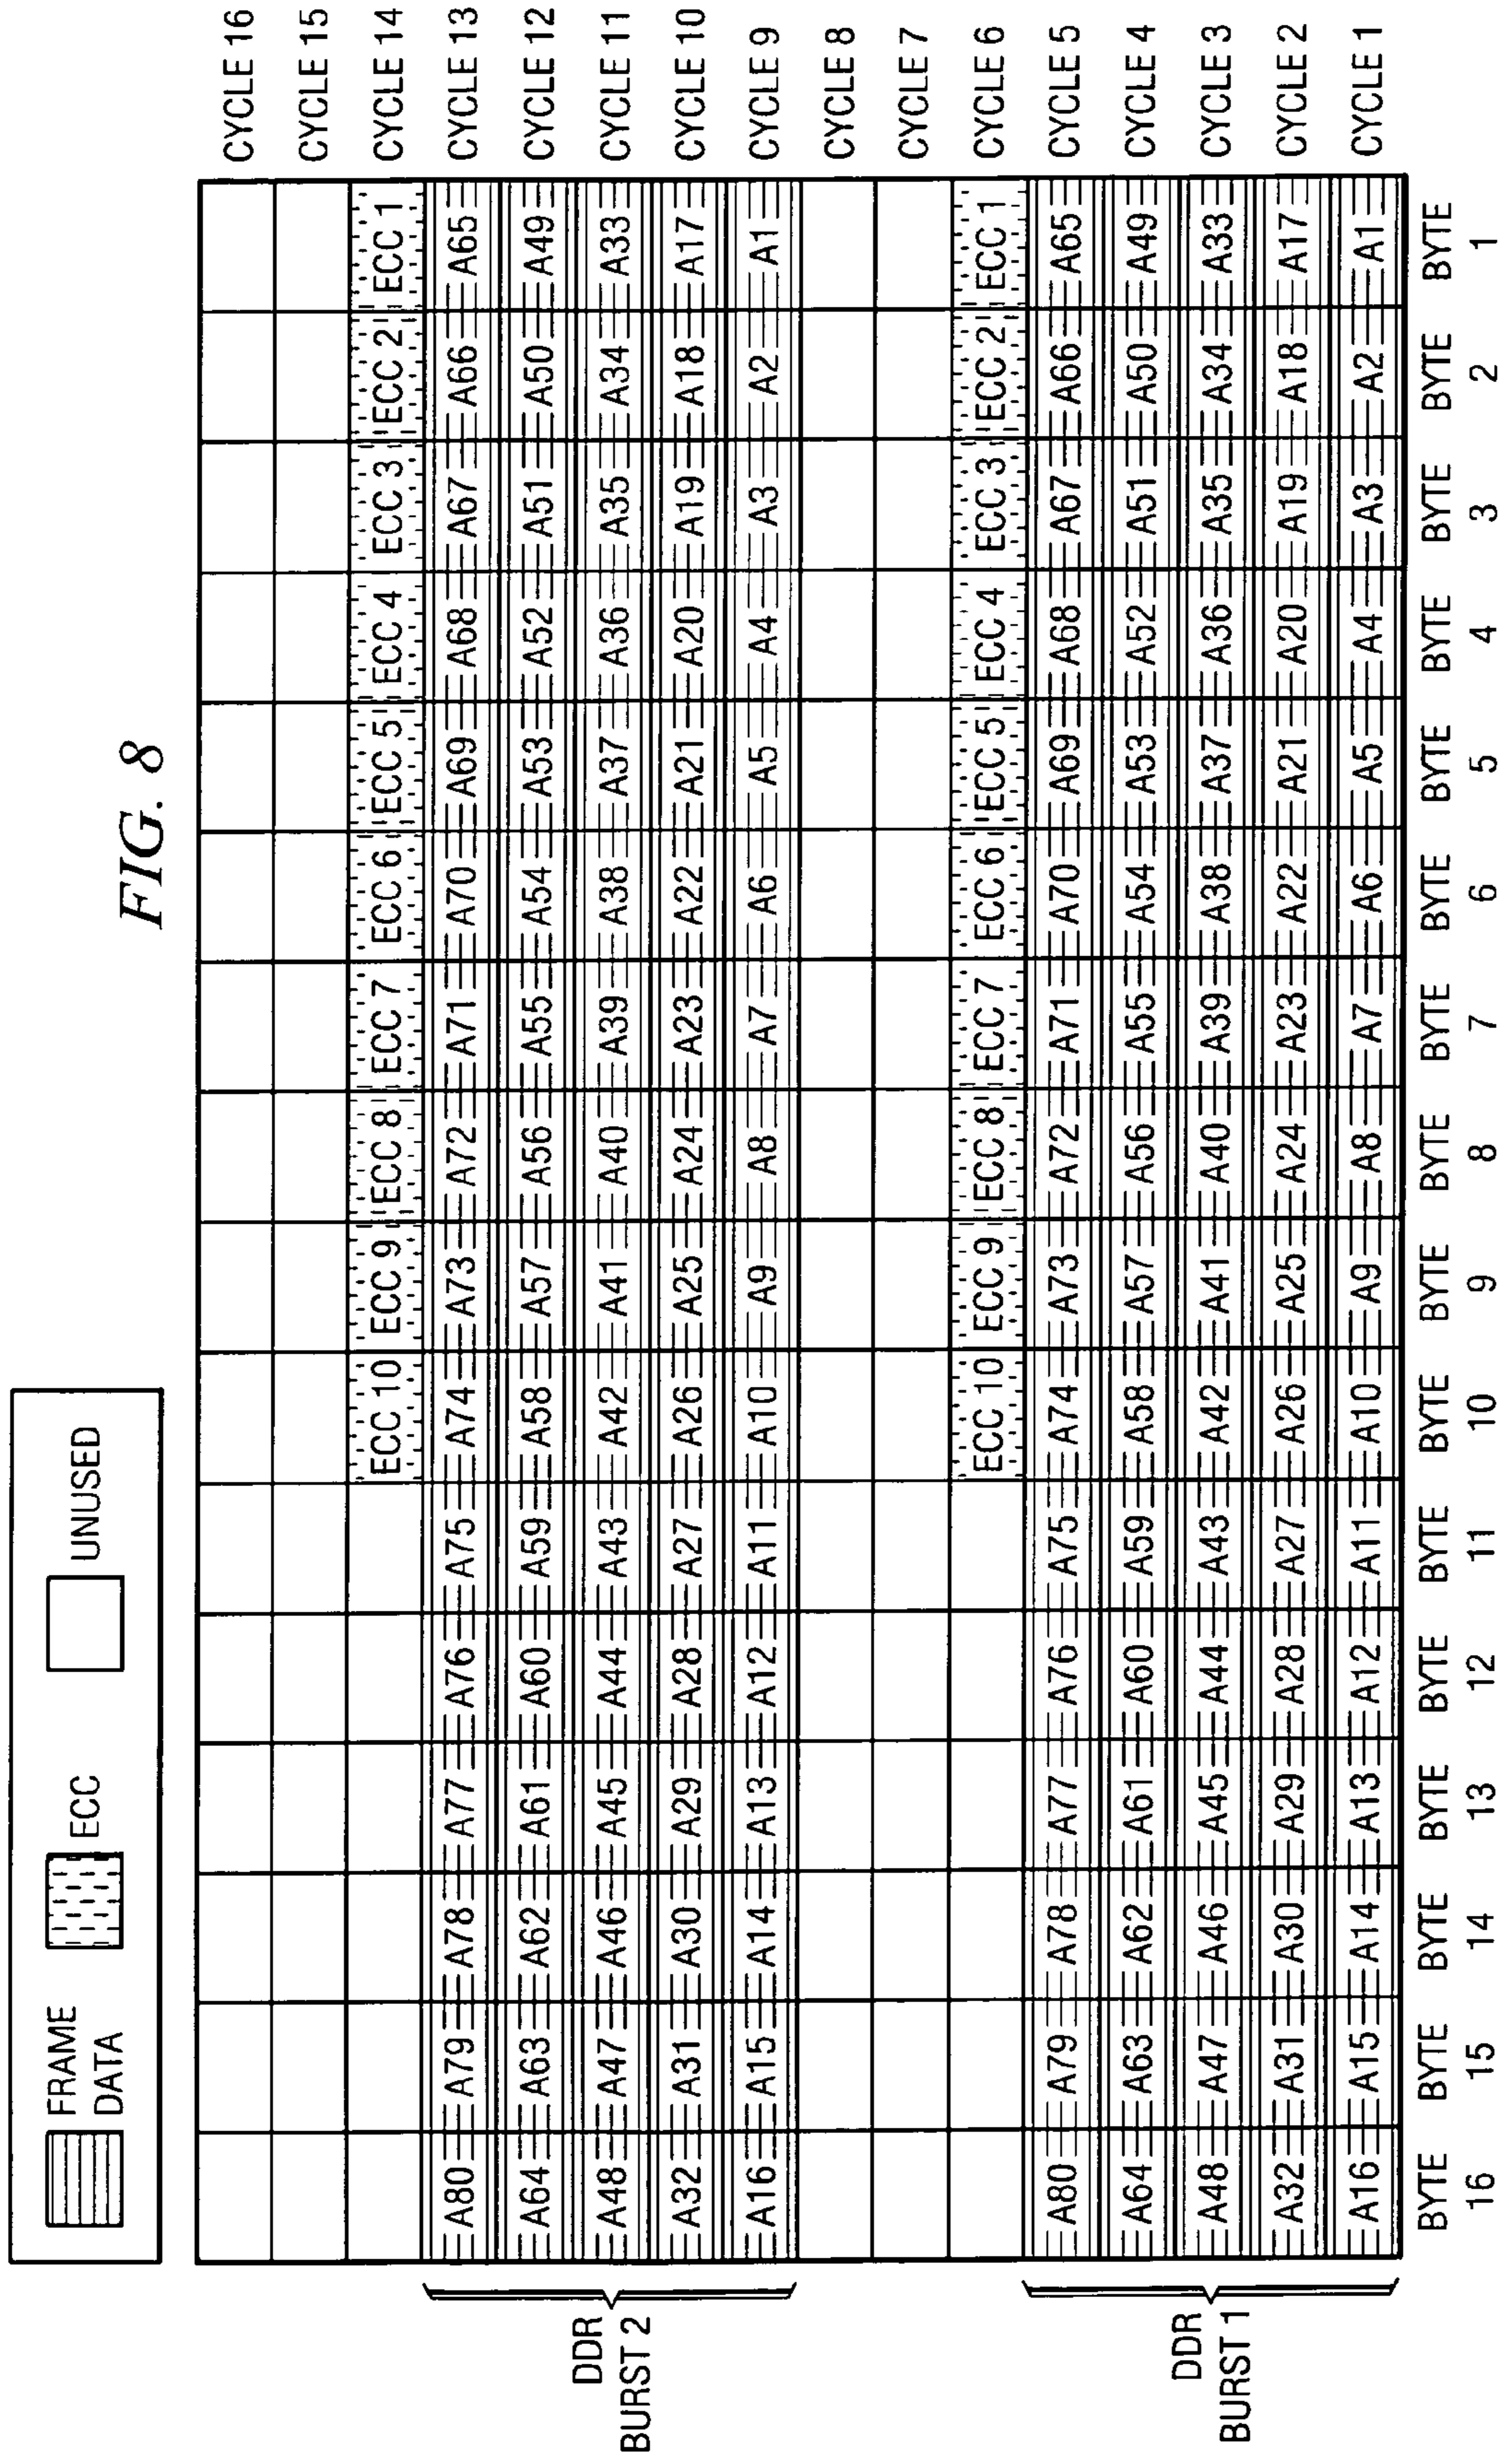 FIG. 8
FRAME DATA
ECC
UNUSED
CYCLE 16
CYCLE 15
ECC 10 ECC 9 ECC 8 ECC 7 ECC 6 ECC 5 ECC 4 ECC 3 ECC 2 ECC 1 CYCLE 14
A80 A79 A78 A77 A76 A75 A74 A73 A72 A71 A70 A69 A68 A67 A66 A65 CYCLE 13
A64 A63 A62 A61 A60 A59 A58 A57 A56 A55 A54 A53 A52 A51 A50 A49 CYCLE 12
DDR
BURST 2
A48 A47 A46 A45 A44 A43 A42 A41 A40 A39 A38 A37 A36 A35 A34 A33 CYCLE 11
A32 A31 A30 A29 A28 A27 A26 A25 A24 A23 A22 A21 A20 A19 A18 A17 CYCLE 10
A16 A15 A14 A13 A12 A11 A10 A9 A8 A7 A6 A5 A4 A3 A2 A1 CYCLE 9
CYCLE 8
CYCLE 7
ECC 10 ECC 9 ECC 8 ECC 7 ECC 6 ECC 5 ECC 4 ECC 3 ECC 2 ECC 1 CYCLE 6
A80 A79 A78 A77 A76 A75 A74 A73 A72 A71 A70 A69 A68 A67 A66 A65 CYCLE 5
A64 A63 A62 A61 A60 A59 A58 A57 A56 A55 A54 A53 A52 A51 A50 A49 CYCLE 4
DDR
BURST 1
A48 A47 A46 A45 A44 A43 A42 A41 A40 A39 A38 A37 A36 A35 A34 A33 CYCLE 3
A32 A31 A30 A29 A28 A27 A26 A25 A24 A23 A22 A21 A20 A19 A18 A17 CYCLE 2
A16 A15 A14 A13 A12 A11 A10 A9 A8 A7 A6 A5 A4 A3 A2 A1 CYCLE 1
BYTE BYTE BYTE BYTE BYTE BYTE BYTE BYTE BYTE BYTE BYTE BYTE BYTE BYTE BYTE BYTE
16 15 14 13 12 11 10 9 8 7 6 5 4 3 2 1